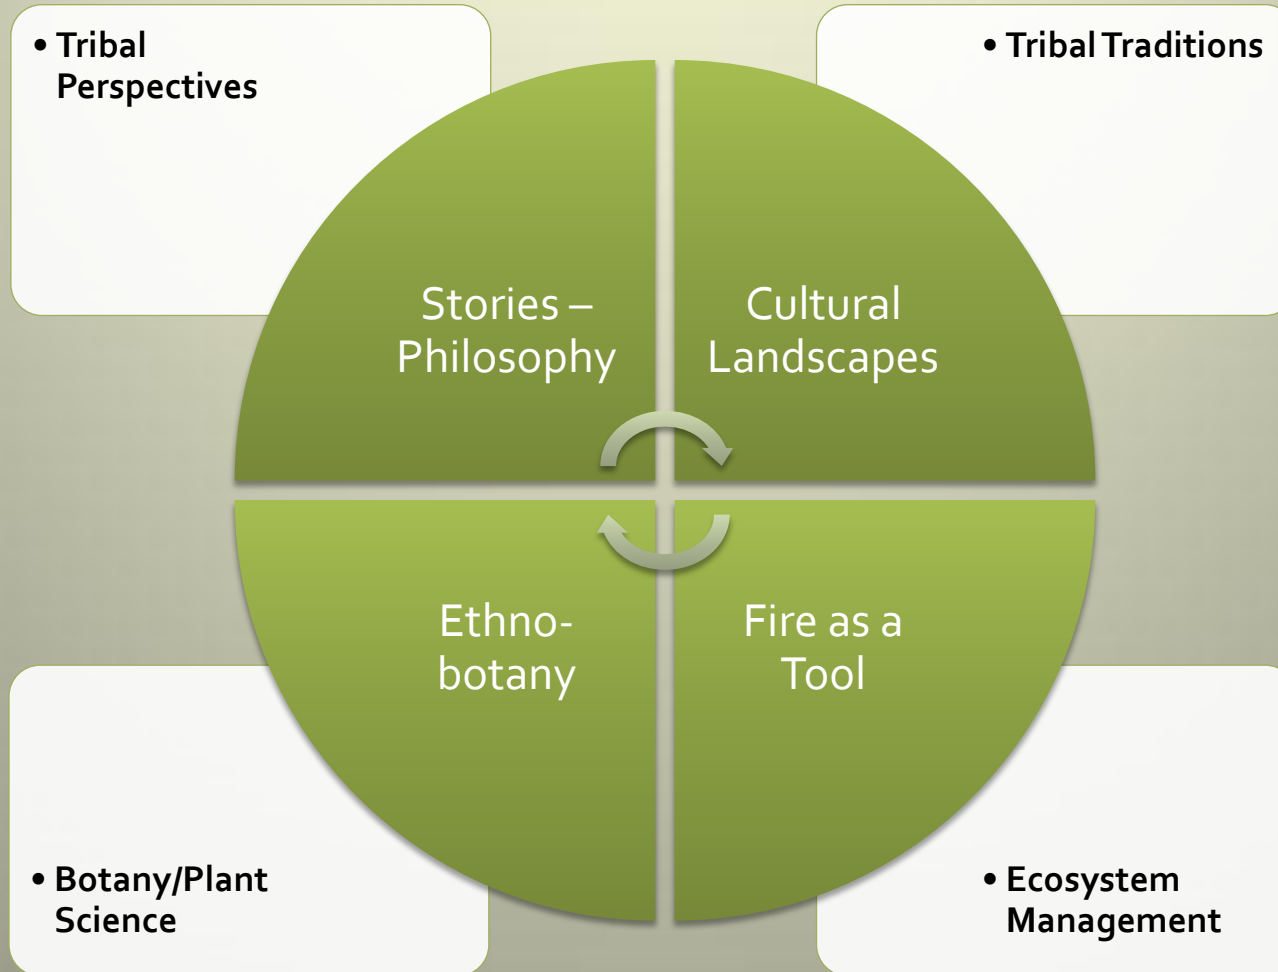 • Tribal
Perspectives
• Tribal Traditions
Stories –
Philosophy
Cultural
Landscapes
Ethno-
botany
Fire as a
Tool
• Botany/Plant
Science
• Ecosystem
Management